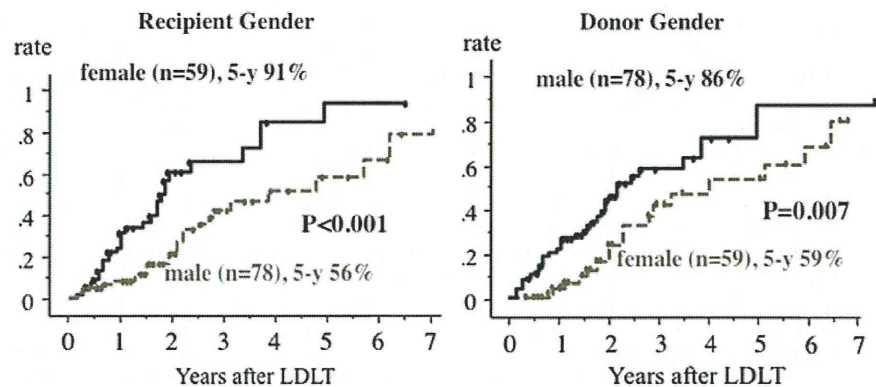 Recipient Gender
rate
female (n=59), 5-y 91%
1
.8
.6
.4
.2
0
P<0.001
male (n=78), 5-y 56%
0 1 2 3 4 5 6 7
Years after LDLT
Donor Gender
rate
male (n=78), 5-y 86%
1
.8
.6
.4
.2
0
P=0.007
female (n=59), 5-y 59%
0 1 2 3 4 5 6 7
Years after LDLT